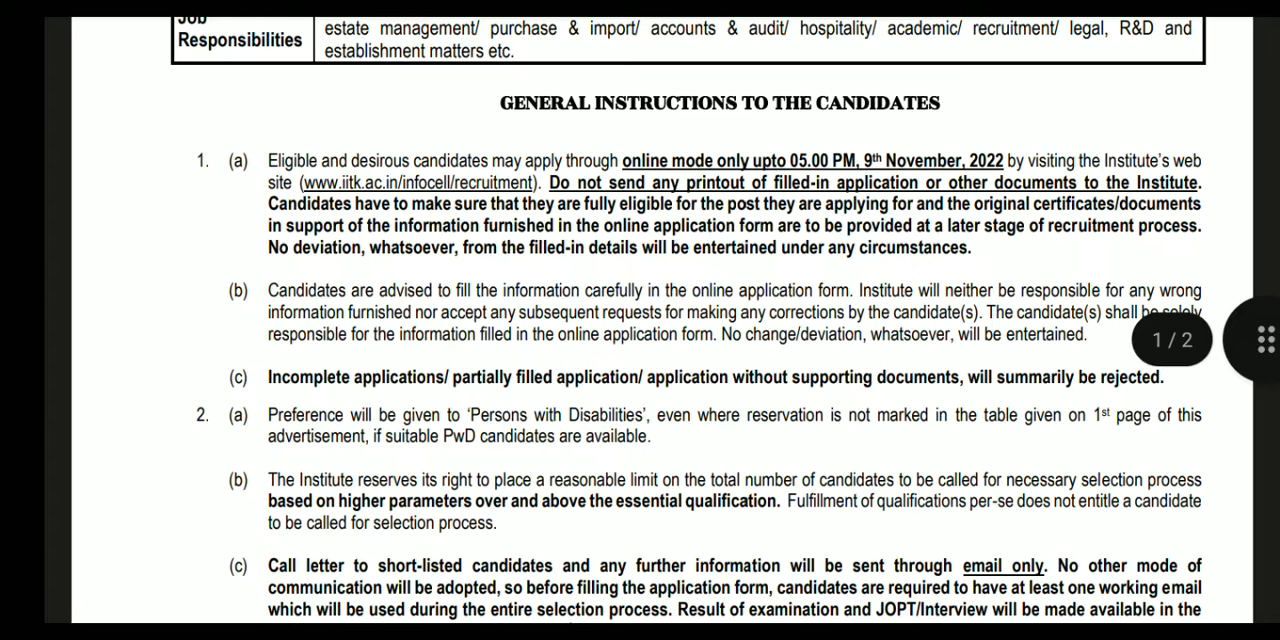 Job
Responsibilities
estate management/ purchase & import/ accounts & audit/ hospitality/ academic/ recruitment/ legal, R&D and
establishment matters etc.
GENERAL INSTRUCTIONS TO THE CANDIDATES
1. (a) Eligible and desirous candidates may apply through online mode only upto 05.00 PM, 9th November, 2022 by visiting the Institute's web
site (www.iitk.ac.in/infocell/recruitment). Do not send any printout of filled-in application or other documents to the Institute.
Candidates have to make sure that they are fully eligible for the post they are applying for and the original certificates/documents
in support of the information furnished in the online application form are to be provided at a later stage of recruitment process.
No deviation, whatsoever, from the filled-in details will be entertained under any circumstances.
(b) Candidates are advised to fill the information carefully in the online application form. Institute will neither be responsible for any wrong
information furnished nor accept any subsequent requests for making any corrections by the candidate(s). The candidate(s) shall be solely
responsible for the information filled in the online application form. No change/deviation, whatsoever, will be entertained.
1 / 2
(c) Incomplete applications/ partially filled application/ application without supporting documents, will summarily be rejected.
2. (a) Preference will be given to 'Persons with Disabilities', even where reservation is not marked in the table given on 1st page of this
advertisement, if suitable PwD candidates are available.
(b) The Institute reserves its right to place a reasonable limit on the total number of candidates to be called for necessary selection process
based on higher parameters over and above the essential qualification. Fulfillment of qualifications per-se does not entitle a candidate
to be called for selection process.
(c) Call letter to short-listed candidates and any further information will be sent through email only. No other mode of
communication will be adopted, so before filling the application form, candidates are required to have at least one working email
which will be used during the entire selection process. Result of examination and JOPT/Interview will be made available in the